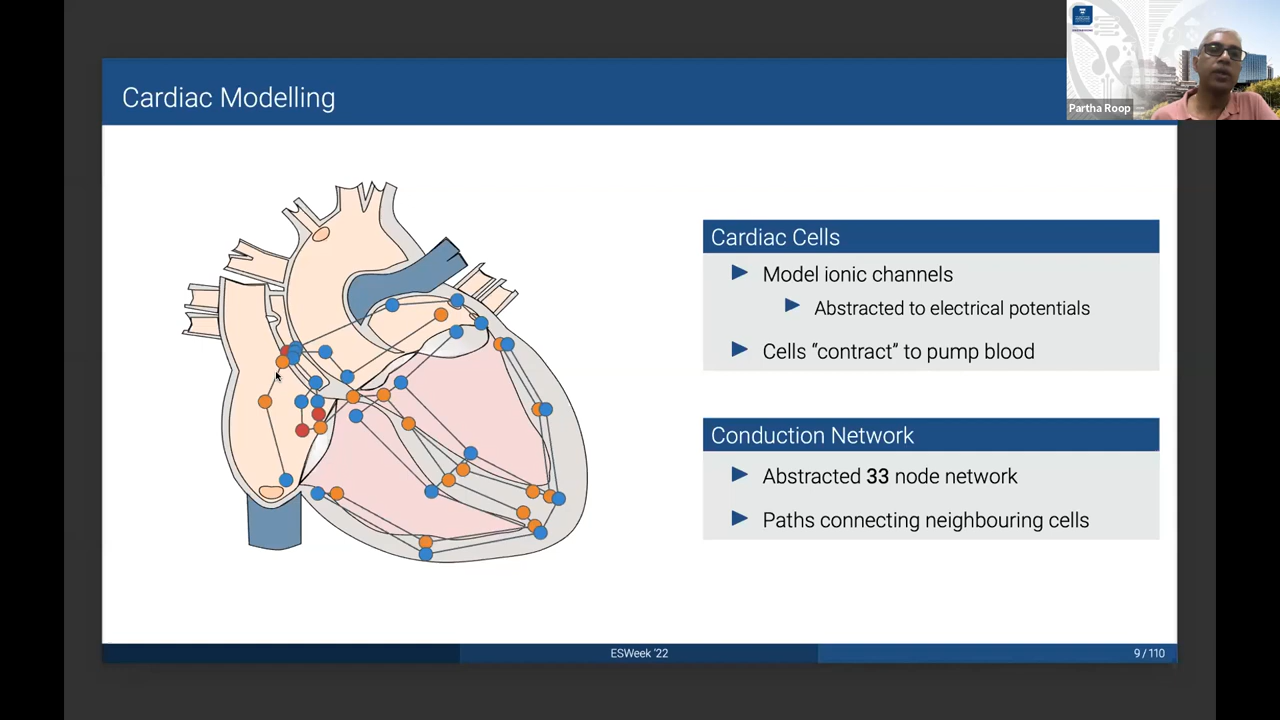 Cardiac Modelling
Partha Roop
Cardiac Cells
Model ionic channels
Abstracted to electrical potentials
Cells “contract” to pump blood
Conduction Network
Abstracted 33 node network
Paths connecting neighbouring cells
ESWeek ’22
9 / 110